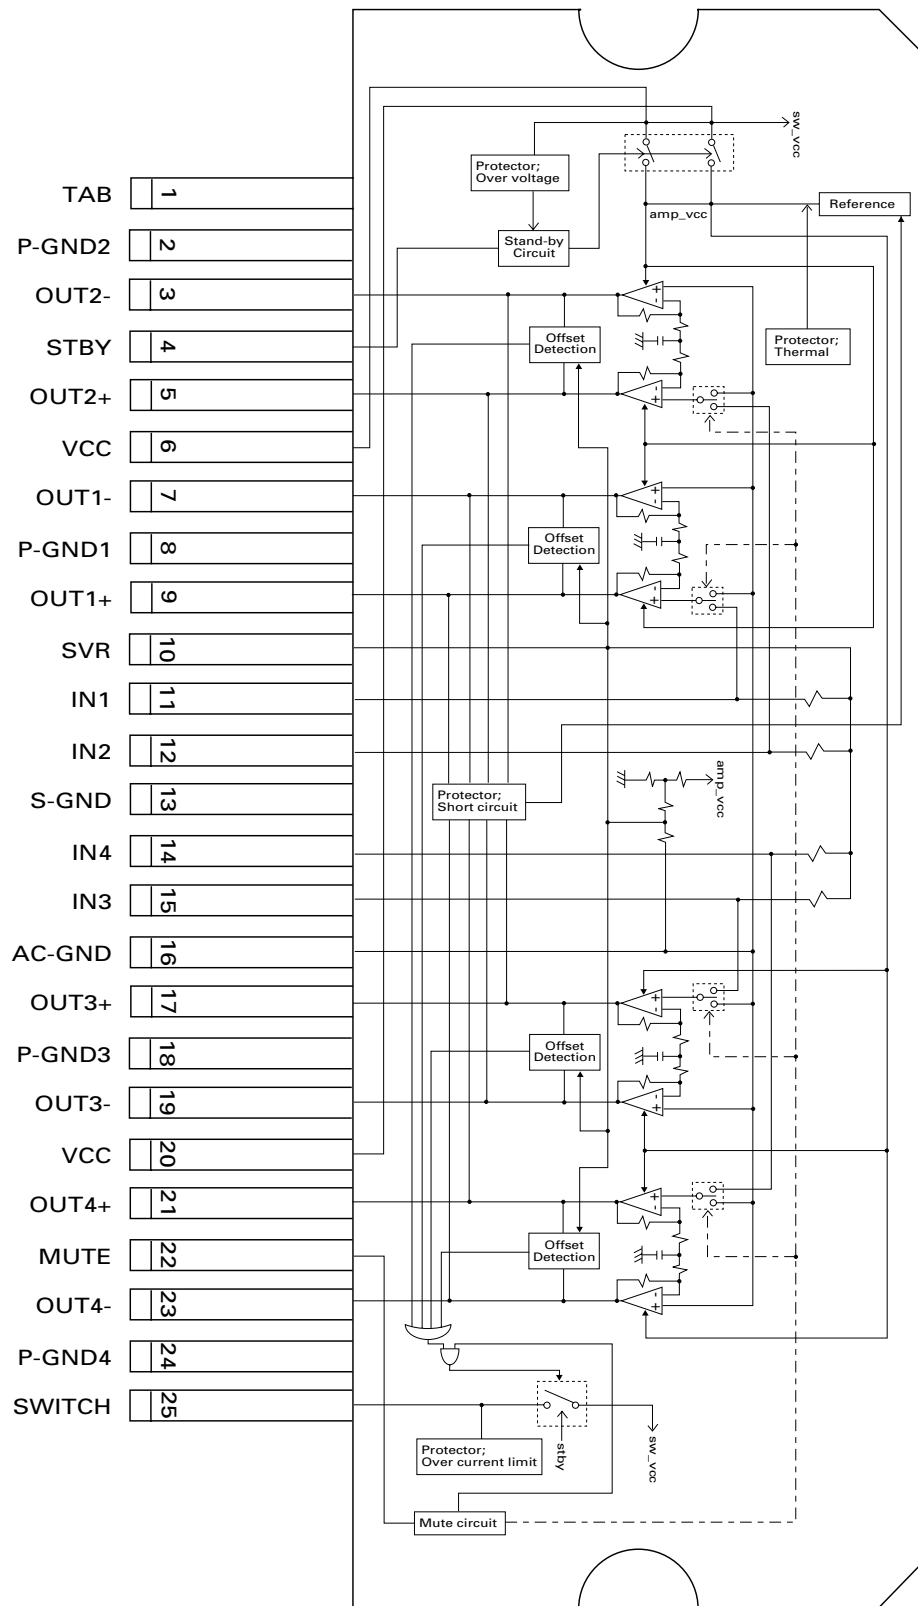 TAB 1
P-GND2 2
OUT2- 3
STBY 4
OUT2+ 5
VCC 6
OUT1- 7
P-GND1 8
OUT1+ 9
SVR 10
IN1 11
IN2 12
S-GND 13
IN4 14
IN3 15
AC-GND 16
OUT3+ 17
P-GND3 18
OUT3- 19
VCC 20
OUT4+ 21
MUTE 22
OUT4- 23
P-GND4 24
SWITCH 25
sw_vcc
Protector;
Over voltage
Reference
amp_vcc
Stand-by
Circuit
+
-
Offset
Detection
Protector;
Thermal
-
+
+
-
Offset
Detection
-
+
amp_vcc
Protector;
Short circuit
+
-
Offset
Detection
-
+
+
-
Offset
Detection
-
+
Protector;
Over current limit
stby
sw_vcc
Mute circuit